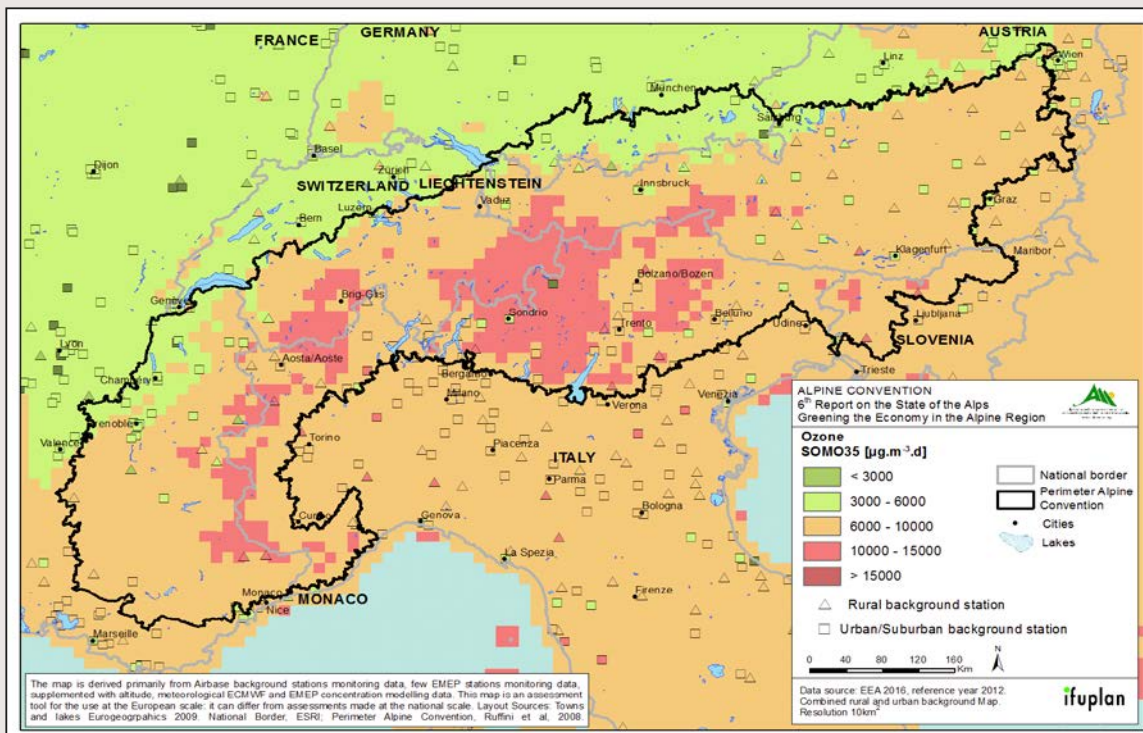 FRANCE
GERMANY
AUSTRIA
Linz
Wien
München
Salzburg
Dijon
Basel
Zürich
SWITZERLAND
LIECHTENSTEIN
Innsbruck
Vaduz
Luzern
Bern
Graz
Klagenfurt
Maribor
Genève
Brig-Glis
Bolzano/Bozen
Sondrio
Trento
Belluno
Udine
Ljubljana
SLOVENIA
Lyon
Aosta/Aoste
Chambéry
Bergamo
Milano
Trieste
Venezia
Verona
Grenoble
Valence
Torino
Piacenza
ITALY
Parma
Cuneo
Genova
Bologna
La Spezia
Firenze
Monaco
MONACO
Nice
Marseille
ALPINE CONVENTION
6th Report on the State of the Alps
Greening the Economy in the Alpine Region
Ozone
SOMO35 [µg.m-3.d]
< 3000
3000 - 6000
6000 - 10000
10000 - 15000
> 15000
National border
Perimeter Alpine
Convention
Cities
Lakes
Rural background station
Urban/Suburban background station
0 40 80 120 160
Km
N
Data source: EEA 2016, reference year 2012.
Combined rural and urban background Map.
Resolution 10km2
ifuplan
The map is derived primarily from Airbase background stations monitoring data, few EMEP stations monitoring data,
supplemented with altitude, meteorological ECMWF and EMEP concentration modelling data. This map is an assessment
tool for the use at the European scale: it can differ from assessments made at the national scale. Layout Sources: Towns
and lakes Eurogeogrpahics 2009. National Border, ESRI; Perimeter Alpine Convention, Ruffini et al, 2008.